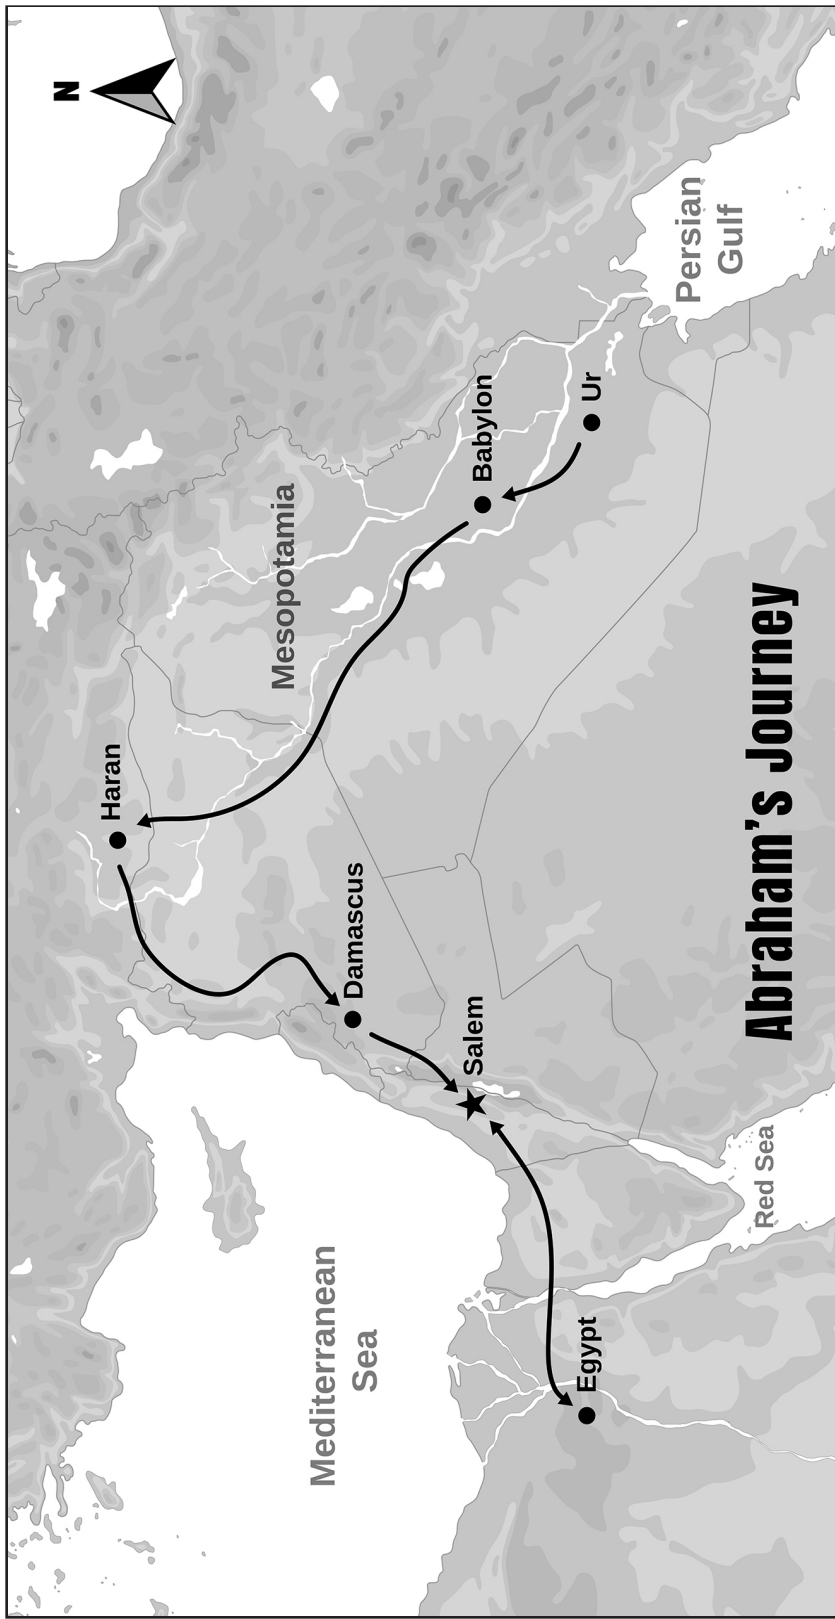 N
Haran
Mesopotamia
Babylon
Ur
Persian
Gulf
Damascus
Salem
Mediterranean
Sea
Egypt
Red Sea
Abraham’s Journey